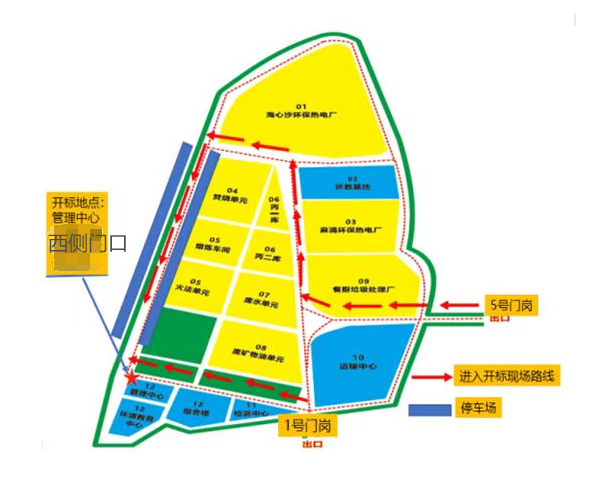 01
海心沙环保热电厂
02
环教基地
04
焚烧单元
06
丙
一
库
03
麻涌环保热电厂
开标地点：
管理中心
西侧门口
05
熔炼车间
06
丙二库
05
火法单元
07
废水单元
09
餐厨垃圾处理厂
5号门岗
出口
08
废矿物油单元
10
运输中心
进入开标现场路线
停车场
12
管理中心
12
环境教育
中心
12
宿舍楼
11
检测中心
1号门岗
出口